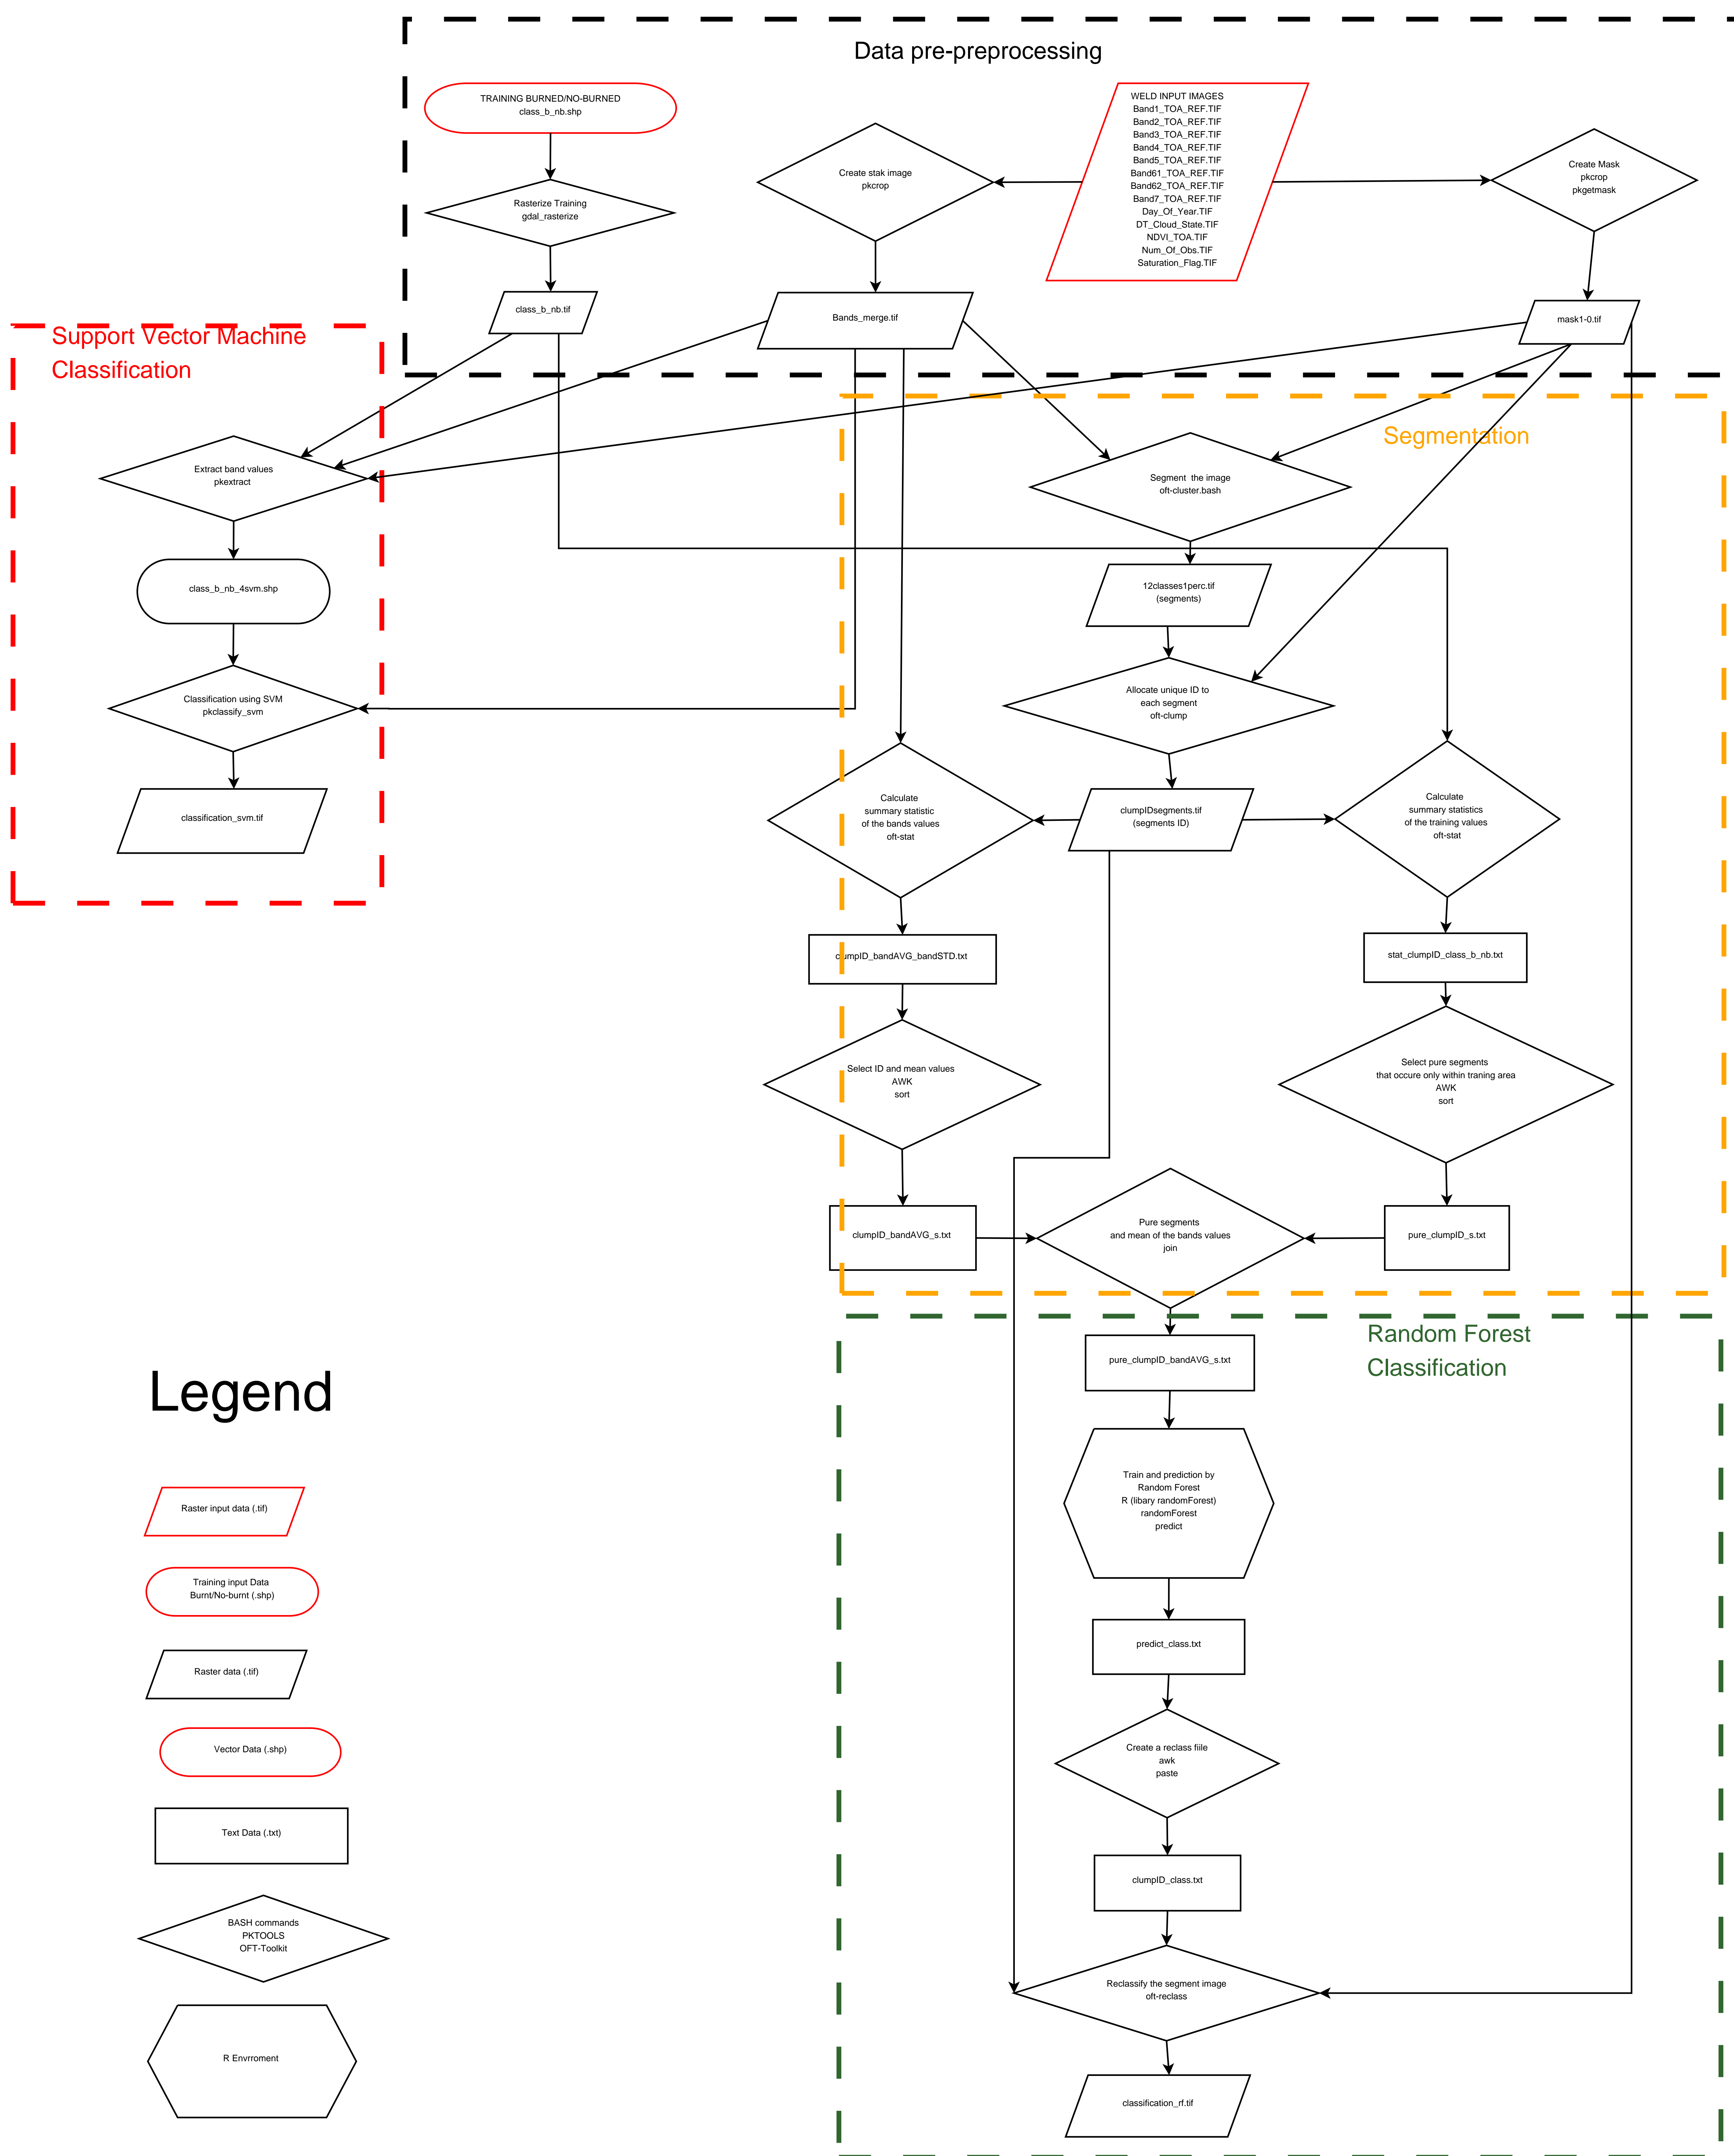 Data pre-preprocessing
TRAINING BURNED/NO-BURNED
class_b_nb.shp
WELD INPUT IMAGES
Band1_TOA_REF.TIF
Band2_TOA_REF.TIF
Band3_TOA_REF.TIF
Band4_TOA_REF.TIF
Band5_TOA_REF.TIF
Band61_TOA_REF.TIF
Band62_TOA_REF.TIF
Band7_TOA_REF.TIF
Day_Of_Year.TIF
DT_Cloud_State.TIF
NDVI_TOA.TIF
Num_Of_Obs.TIF
Saturation_Flag.TIF
Create stak image
pkcrop
Create Mask
pkcrop
pkgetmask
Rasterize Training
gdal_rasterize
class_b_nb.tif
Bands_merge.tif
mask1-0.tif
Support Vector Machine
Classification
Segmentation
Extract band values
pkextract
Segment  the image
oft-cluster.bash
class_b_nb_4svm.shp
12classes1perc.tif
(segments)
Classification using SVM
pkclassify_svm
Allocate unique ID to
each segment
oft-clump
classification_svm.tif
Calculate
summary statistic
of the bands values
oft-stat
clumpIDsegments.tif
(segments ID)
Calculate
summary statistics
of the training values
oft-stat
clumpID_bandAVG_bandSTD.txt
stat_clumpID_class_b_nb.txt
Select ID and mean values
AWK
sort
Select pure segments
that occure only within traning area
AWK
sort
clumpID_bandAVG_s.txt
Pure segments
and mean of the bands values
join
pure_clumpID_s.txt
Random Forest
Classification
pure_clumpID_bandAVG_s.txt
Train and prediction by
Random Forest
R (libary randomForest)
randomForest
predict
predict_class.txt
Create a reclass fiile
awk
paste
clumpID_class.txt
Reclassify the segment image
oft-reclass
classification_rf.tif
Legend
Raster input data (.tif)
Training input Data
Burnt/No-burnt (.shp)
Raster data (.tif)
Vector Data (.shp)
Text Data (.txt)
BASH commands
PKTOOLS
OFT-Toolkit
R Envrroment